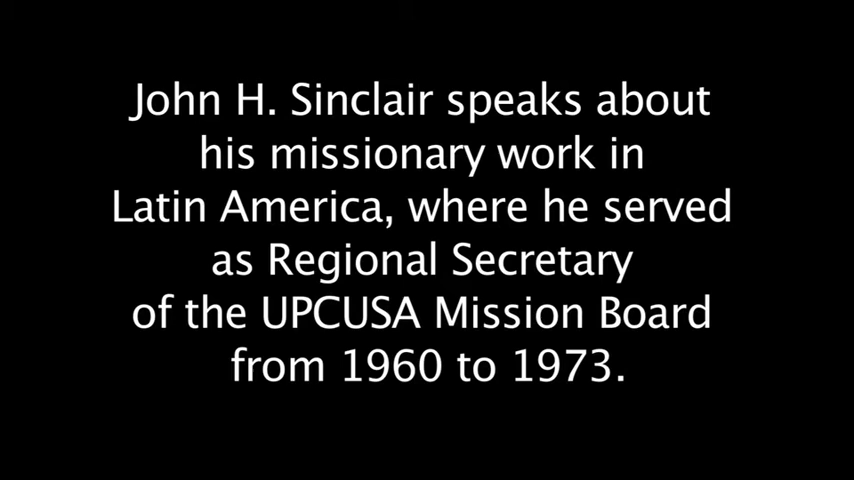 John H. Sinclair speaks about
his missionary work in
Latin America, where he served
as Regional Secretary
of the UPCUSA Mission Board
from 1960 to 1973.